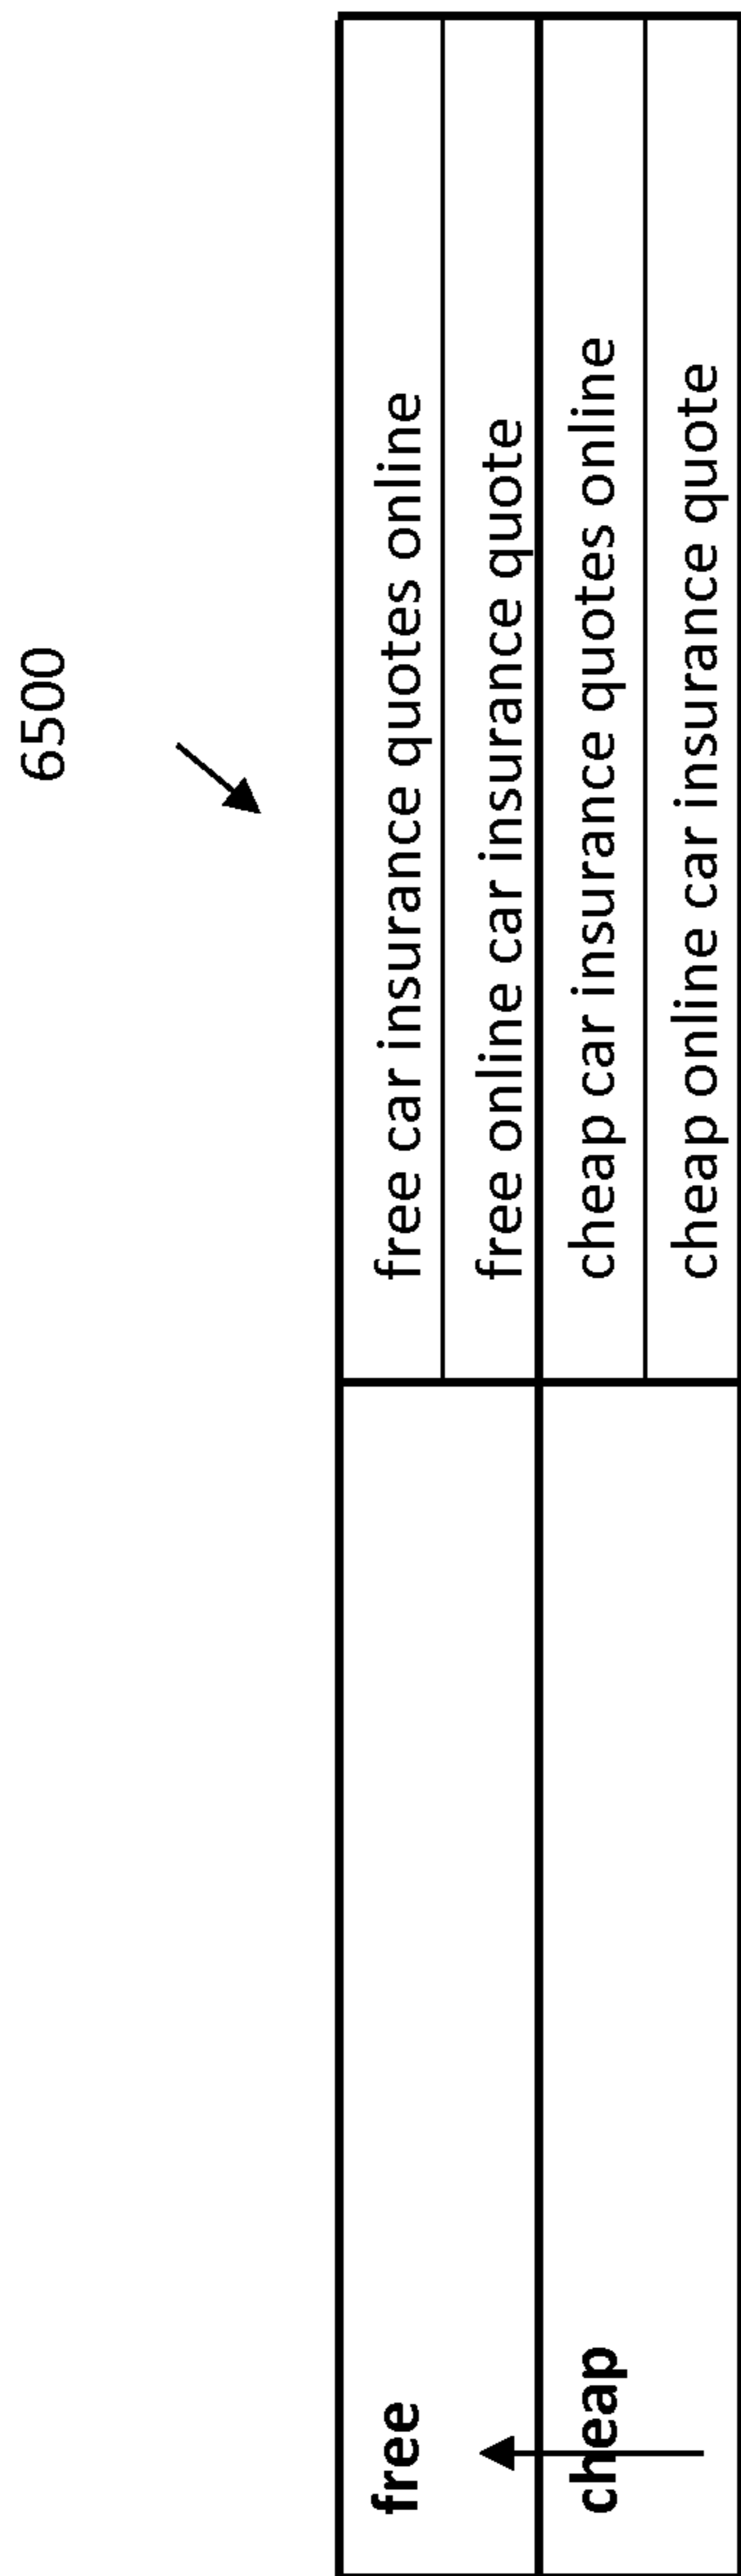 6500
free
free car insurance quotes online
free online car insurance quote
cheap
cheap car insurance quotes online
cheap online car insurance quote